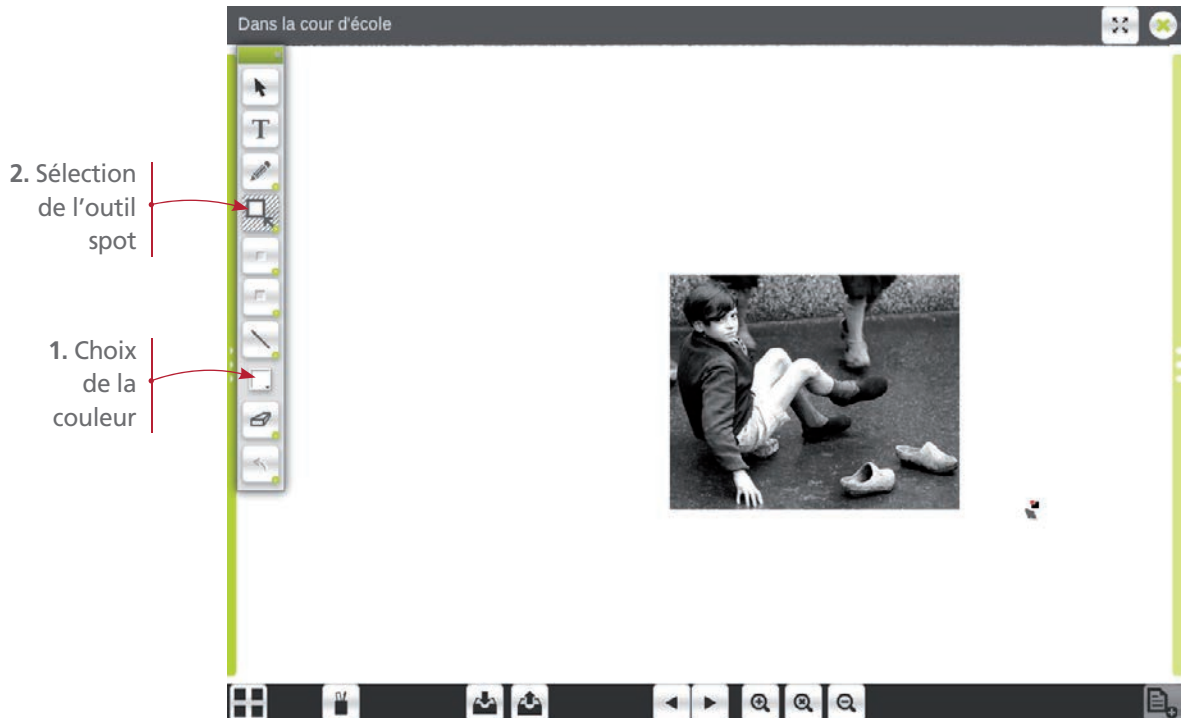 Dans la cour d'école
T
2. Sélection
de l'outil
spot
1. Choix
de la
couleur